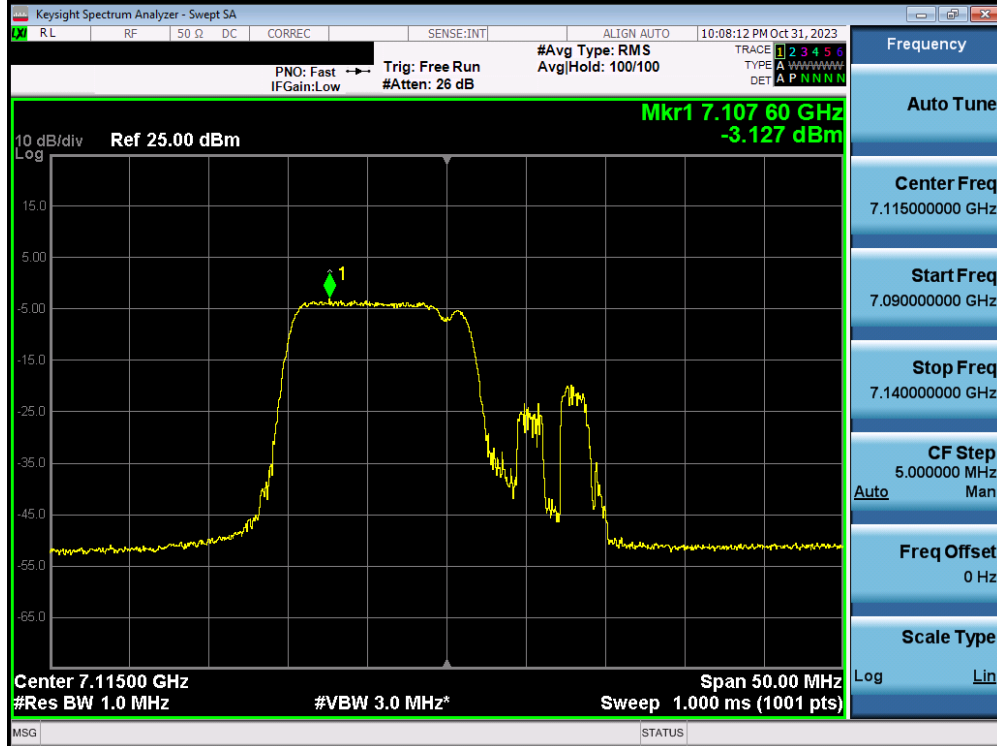 Keysight Spectrum Analyzer - Swept SA
LXI RL RF 50 Ω DC CORREC SENSE:INT ALIGN AUTO 10:08:12 PM Oct 31, 2023
PNO: Fast
IFGain:Low
Trig: Free Run
#Atten: 26 dB
#Avg Type: RMS
Avg|Hold: 100/100
TRACE 1 2 3 4 5 6
TYPE A WWWWW
DET A P N N N N
Mkr1 7.107 60 GHz
-3.127 dBm
10 dB/div Ref 25.00 dBm
Log
15.0
5.00
1
-5.00
-15.0
-25.0
-35.0
-45.0
-55.0
-65.0
Center 7.11500 GHz Span 50.00 MHz
#Res BW 1.0 MHz #VBW 3.0 MHz* Sweep 1.000 ms (1001 pts)
MSG STATUS
Frequency
Auto Tune
Center Freq
7.115000000 GHz
Start Freq
7.090000000 GHz
Stop Freq
7.140000000 GHz
CF Step
5.000000 MHz
Auto Man
Freq Offset
0 Hz
Scale Type
Log Lin